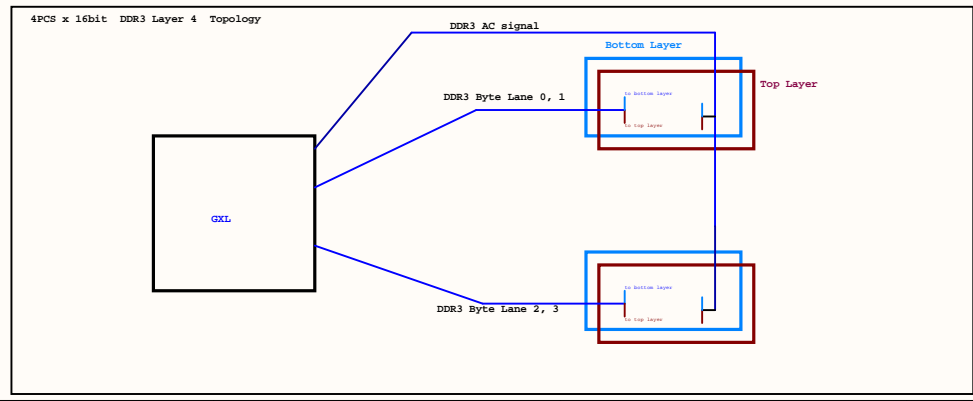 4PCS x 16bit  DDR3 Layer 4  Topology
DDR3 AC signal
Bottom Layer
Top Layer
DDR3 Byte Lane 0, 1
to bottom layer
to top layer
GXL
to bottom layer
DDR3 Byte Lane 2, 3
to top layer